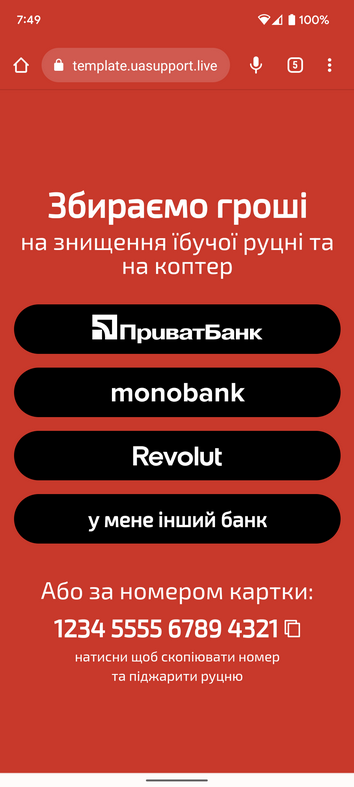 7:49
100%
template.uasupport.live
5
Збираємо гроші
на знищення їбучої руцні та
на коптер
ПриватБанк
monobank
Revolut
у мене інший банк
Або за номером картки:
1234 5555 6789 4321
натисни щоб скопіювати номер
та піджарити руцню